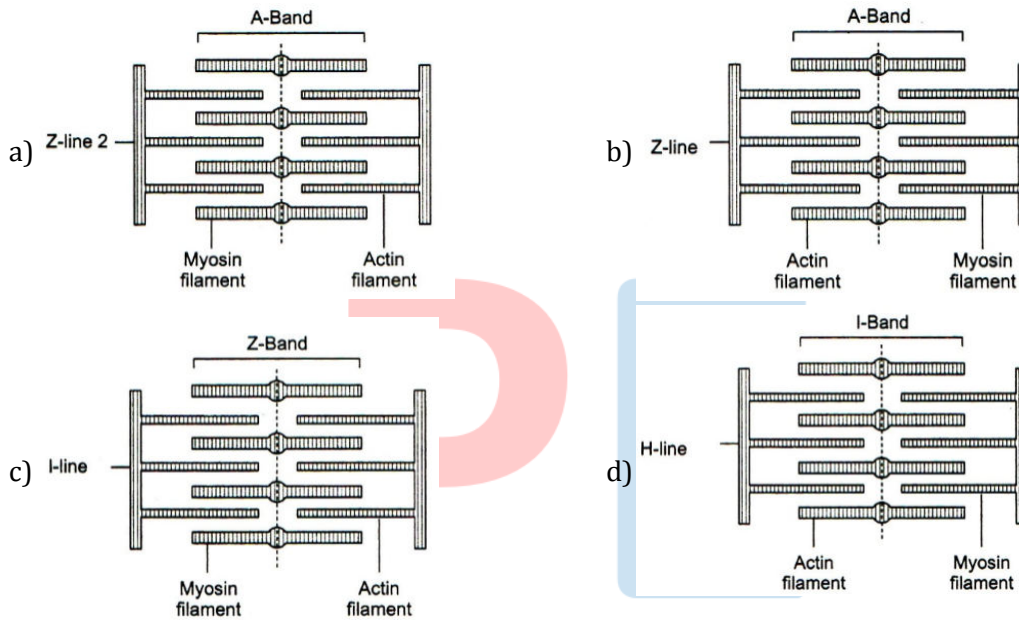 A-Band
a) Z-line 2
Myosin
filament
Actin
filament
A-Band
b) Z-line
Actin
filament
Myosin
filament
Z-Band
c) I-line
Myosin
filament
Actin
filament
I-Band
d) H-line
Actin
filament
Myosin
filament